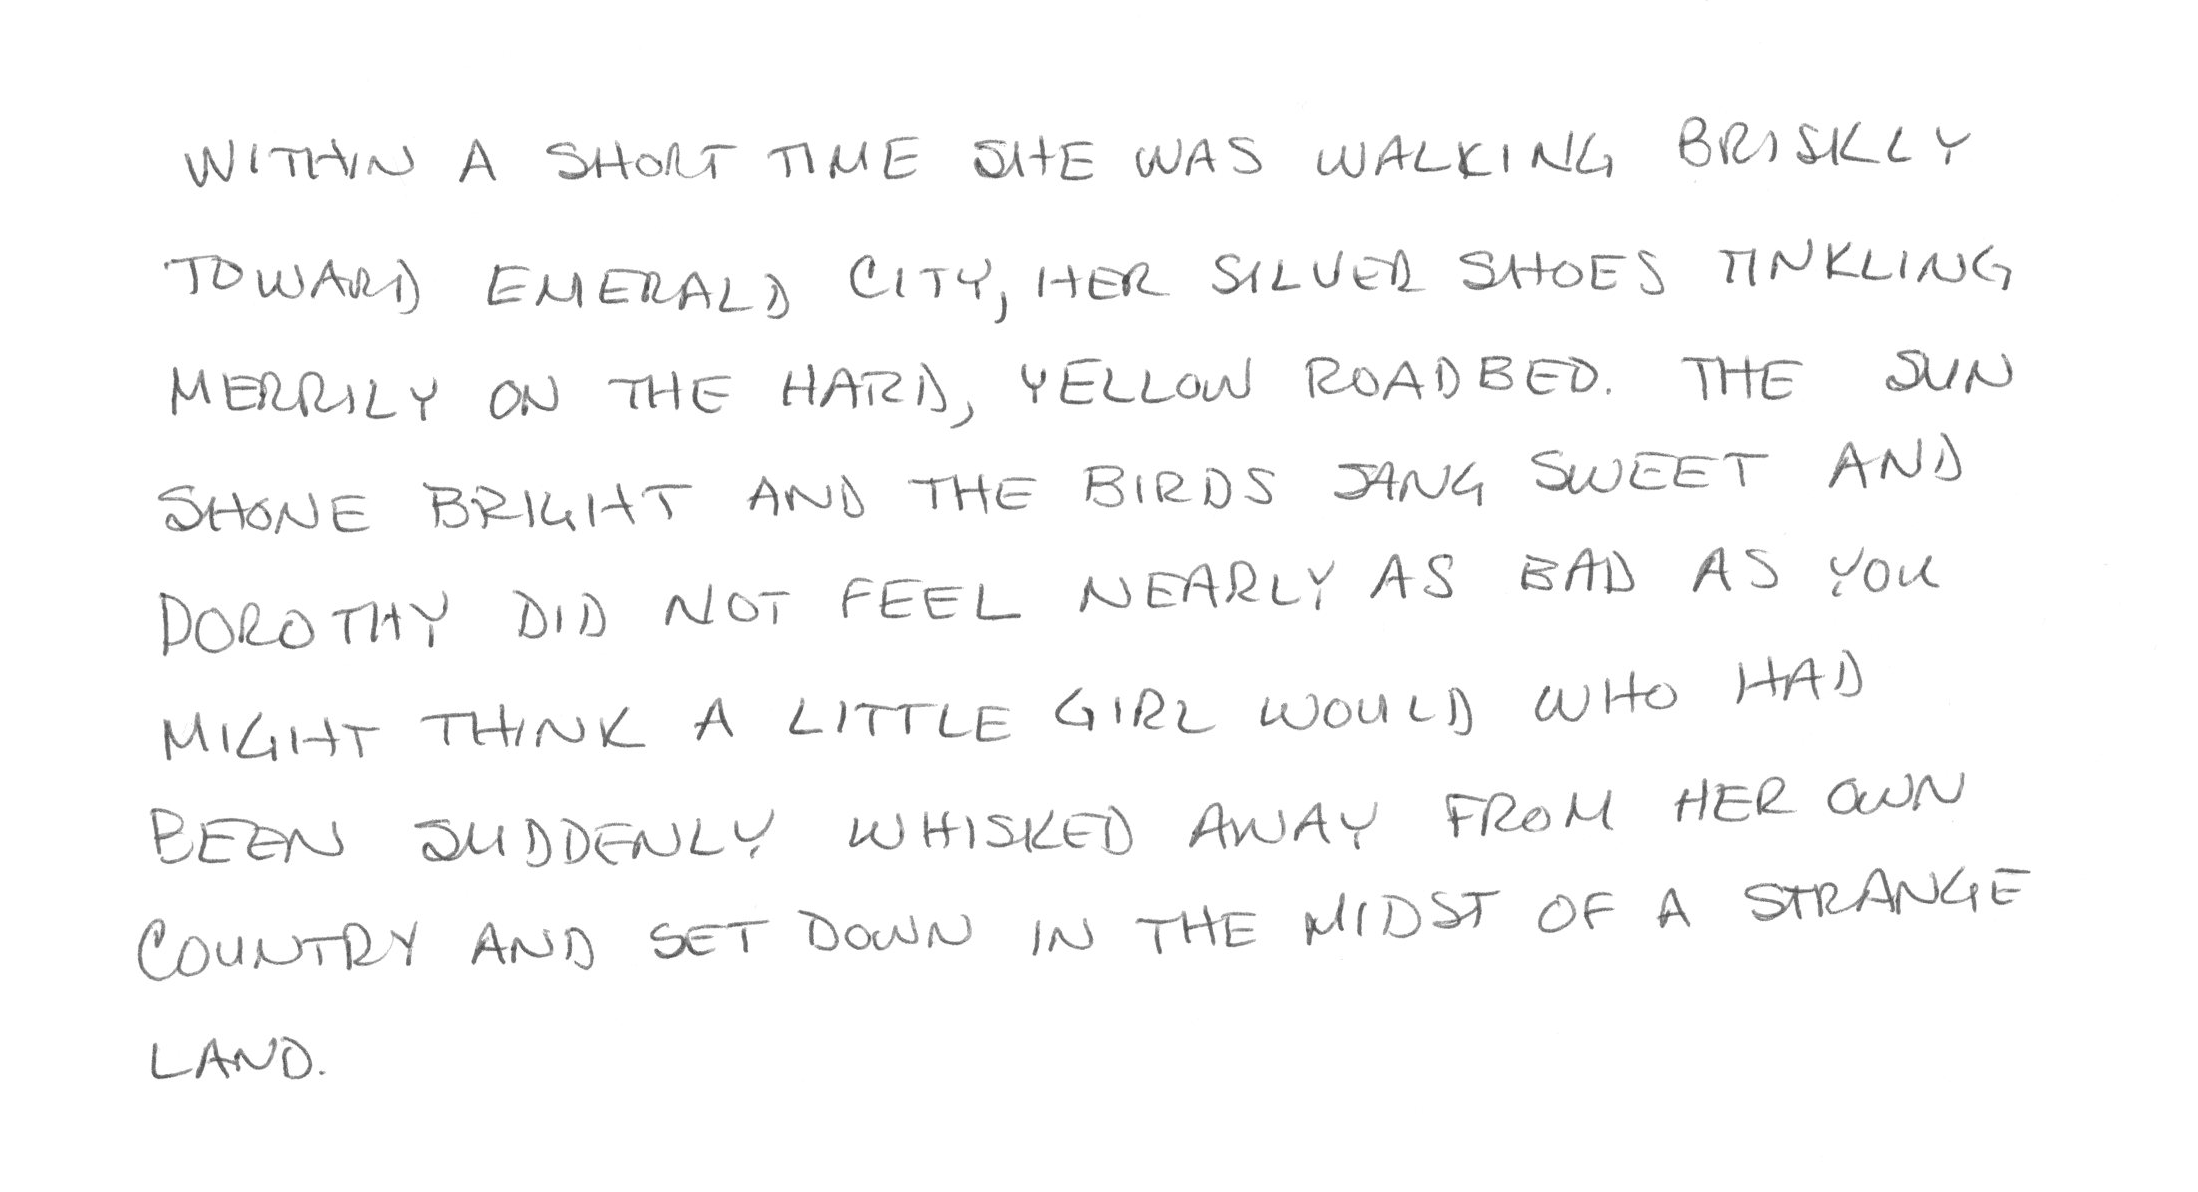 WITHIN A SHORT TIME SHE WAS WALKING BRISKLY
TOWARD EMERALD CITY, HER SILVER SHOES TINKLING
MERRILY ON THE HARD, YELLOW ROADBED. THE SUN
SHONE BRIGHT AND THE BIRDS SANG SWEET AND
DOROTHY DID NOT FEEL NEARLY AS BAD AS YOU
MIGHT THINK A LITTLE GIRL WOULD WHO HAD
BEEN SUDDENLY WHISKED AWAY FROM HER OWN
COUNTRY AND SET DOWN IN THE MIDST OF A STRANGE
LAND.